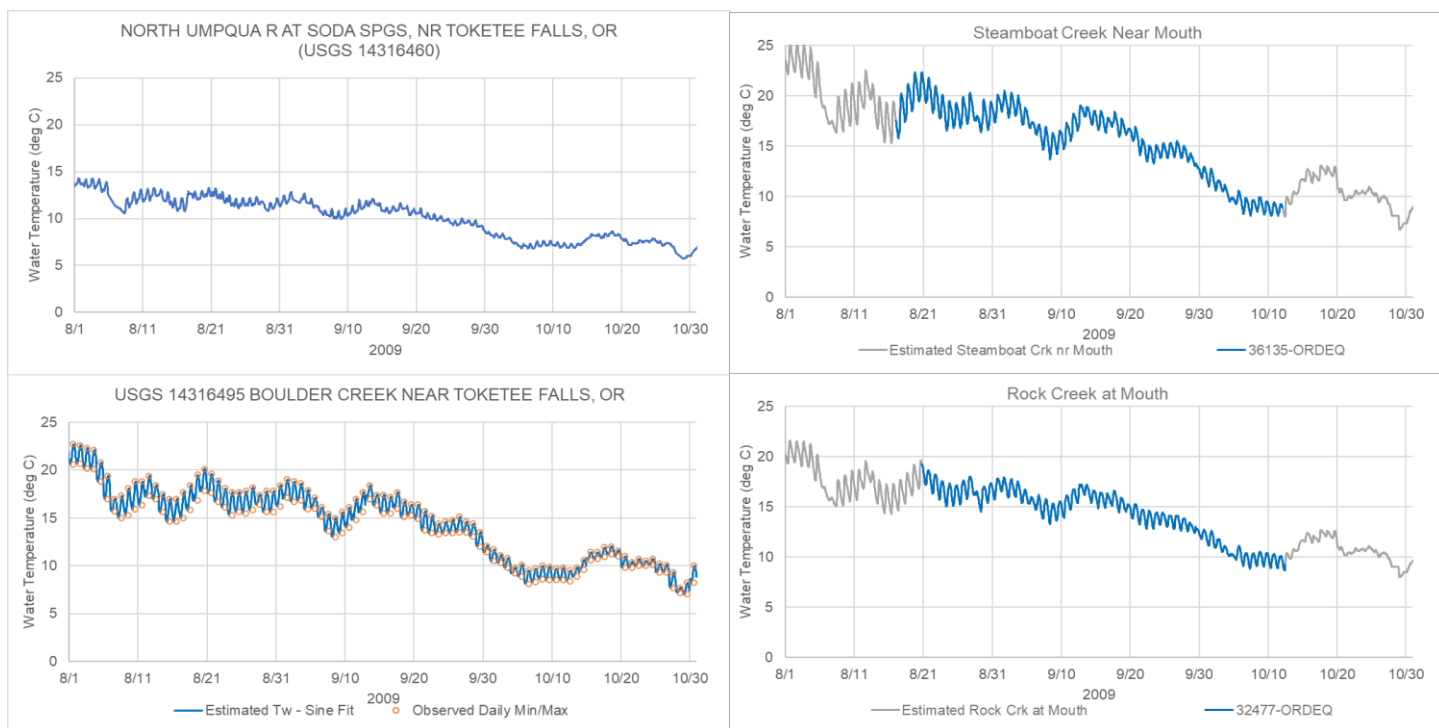 NORTH UMPQUA R AT SODA SPGS, NR TOKETEE FALLS, OR
(USGS 14316460)
Water Temperature (deg C)
25
20
15
10
5
0
8/1 8/11 8/21 8/31 9/10 9/20 9/30 10/10 10/20 10/30
2009
Steamboat Creek Near Mouth
Water Temperature (deg C)
25
20
15
10
5
0
8/1 8/11 8/21 8/31 9/10 9/20 9/30 10/10 10/20 10/30
2009
Estimated Steamboat Crk nr Mouth 36135-ORDEQ
USGS 14316495 BOULDER CREEK NEAR TOKETEE FALLS, OR
Water Temperature (deg C)
25
20
15
10
5
0
8/1 8/11 8/21 8/31 9/10 9/20 9/30 10/10 10/20 10/30
2009
Estimated Tw - Sine Fit Observed Daily Min/Max
Rock Creek at Mouth
Water Temperature (deg C)
25
20
15
10
5
0
8/1 8/11 8/21 8/31 9/10 9/20 9/30 10/10 10/20 10/30
2009
Estimated Rock Crk at Mouth 32477-ORDEQ